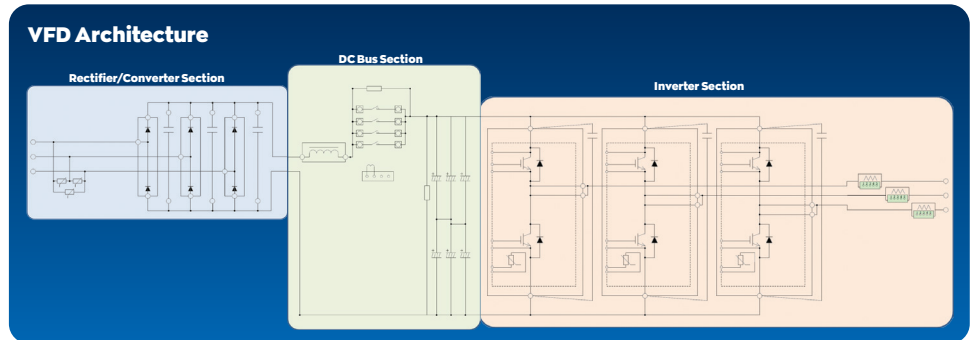 VFD Architecture
Rectifier/Converter Section
DC Bus Section
Inverter Section